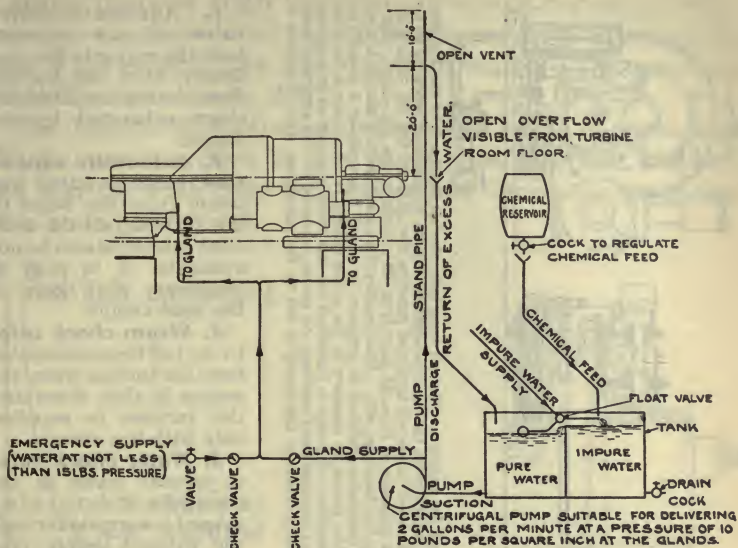 10'-0"
OPEN VENT
20'-0"
WATER.
OPEN OVER FLOW
VISIBLE FROM TURBINE
ROOM FLOOR
CHEMICAL
RESERVOIR
COCK TO REGULATE
CHEMICAL FEED
TO GLAND
TO GLAND
STAND PIPE
RETURN OF EXCESS
IMPURE WATER
SUPPLY
CHEMICAL FEED
FLOAT VALVE
TANK
PUMP
DISCHARGE
PURE
WATER
IMPURE
WATER
EMERGENCY SUPPLY
(WATER AT NOT LESS
THAN 15LBS. PRESSURE)
VALVE
CHECK VALVE
CHECK VALVE
GLAND SUPPLY
PUMP
SUCTION
DRAIN
COCK
CENTRIFUGAL PUMP SUITABLE FOR DELIVERING
2 GALLONS PER MINUTE AT A PRESSURE OF 10
POUNDS PER SQUARE INCH AT THE GLANDS.